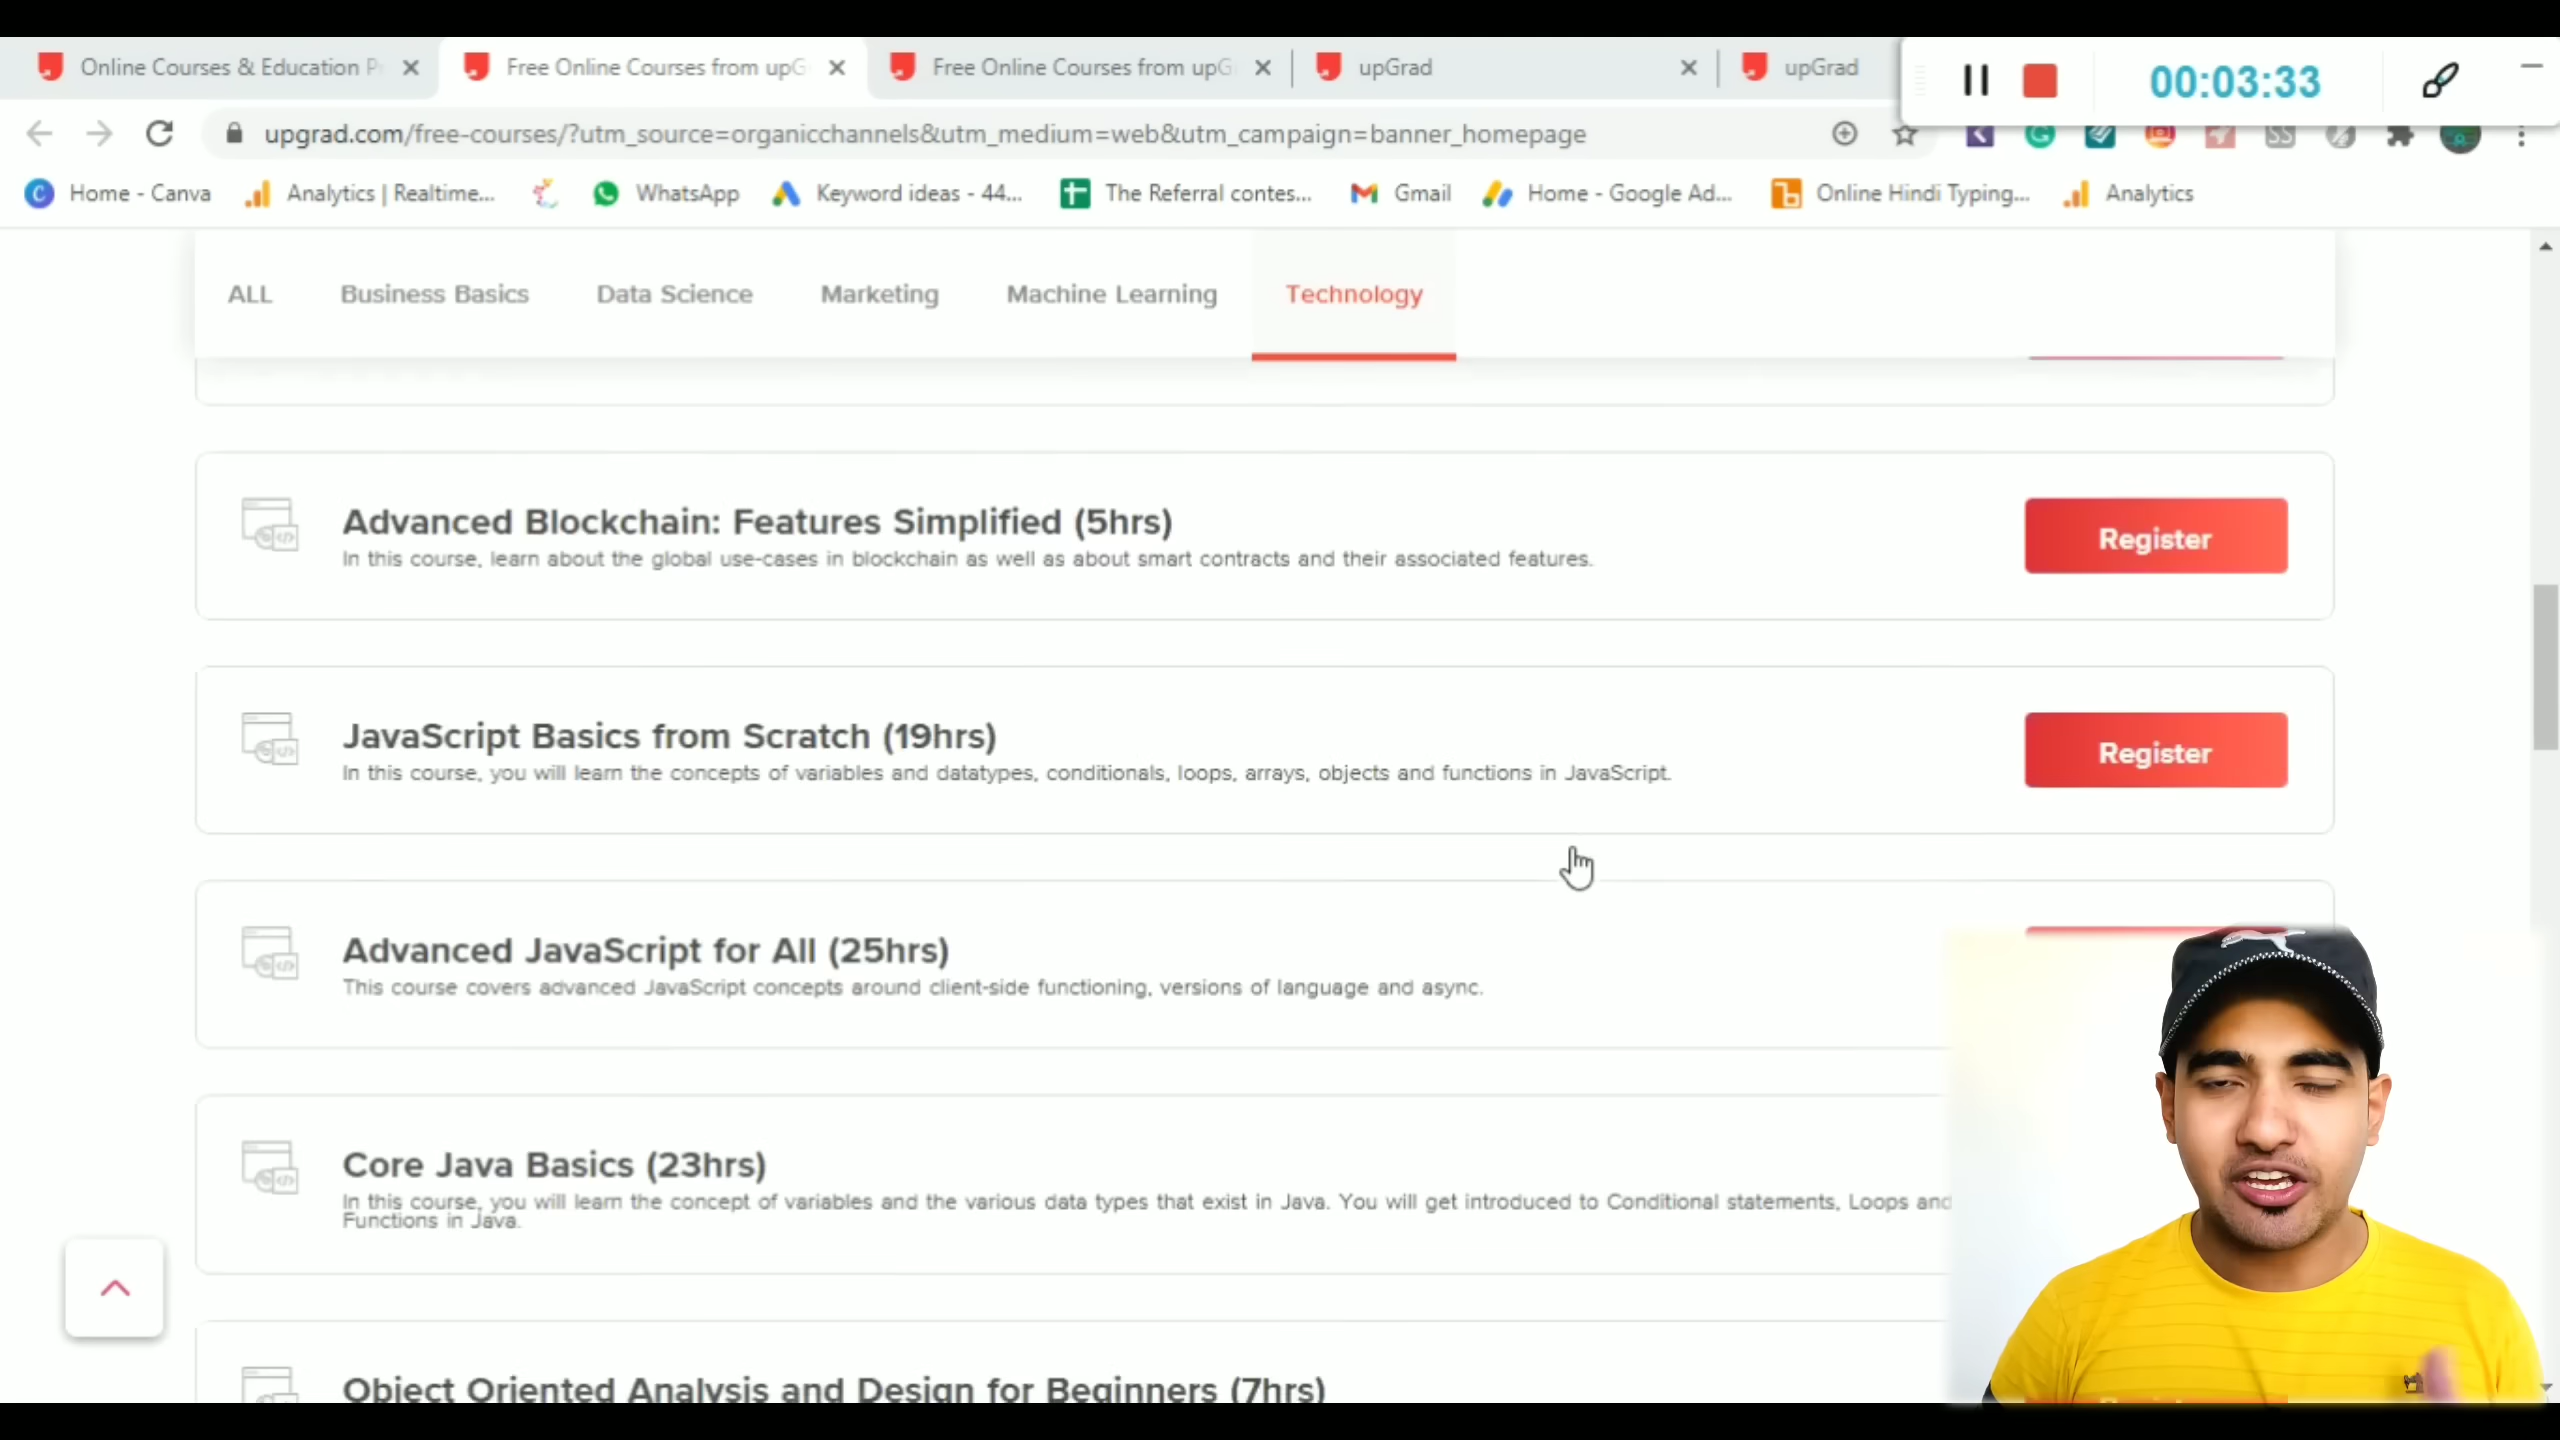 Online Courses & Education P
Free Online Courses from upG
Free Online Courses from upG
upGrad
upGrad
00:03:33
upgrad.com/free-courses/?utm_source=organicchannels&utm_medium=web&utm_campaign=banner_homepage
Home - Canva
Analytics | Realtime...
WhatsApp
Keyword ideas - 44...
The Referral contes...
Gmail
Home - Google Ad...
Online Hindi Typing...
Analytics
ALL
Business Basics
Data Science
Marketing
Machine Learning
Technology
Advanced Blockchain: Features Simplified (5hrs)
In this course, learn about the global use-cases in blockchain as well as about smart contracts and their associated features.
Register
JavaScript Basics from Scratch (19hrs)
In this course, you will learn the concepts of variables and datatypes, conditionals, loops, arrays, objects and functions in JavaScript.
Register
Advanced JavaScript for All (25hrs)
This course covers advanced JavaScript concepts around client-side functioning, versions of language and async.
Core Java Basics (23hrs)
In this course, you will learn the concept of variables and the various data types that exist in Java. You will get introduced to Conditional statements, Loops and
Functions in Java.
Object Oriented Analysis and Design for Beginners (7hrs)